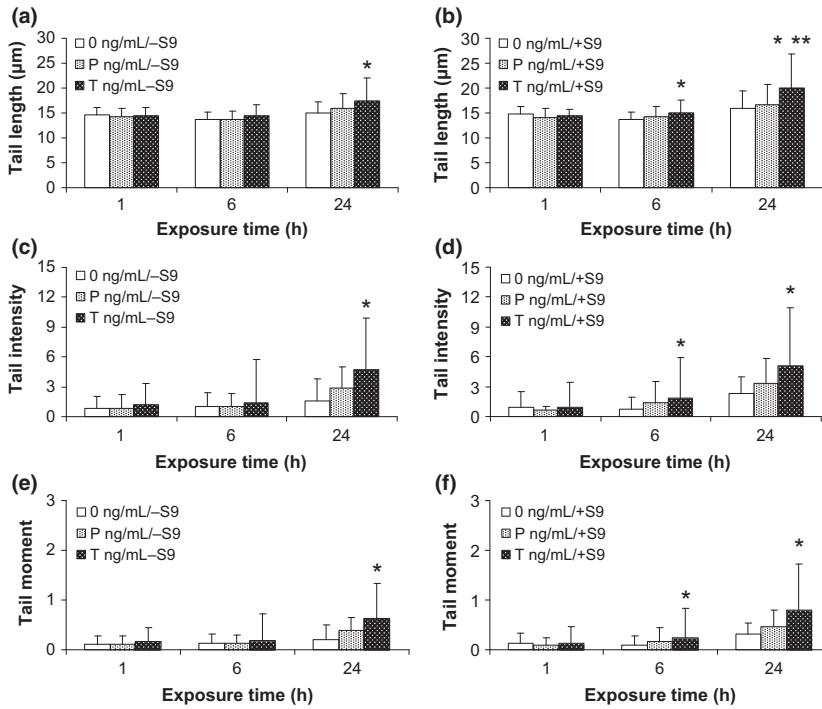 (a)
30
25
20
15
10
5
0
Tail length (µm)
0 ng/mL/–S9
P ng/mL/–S9
T ng/mL–S9
*
1 6 24
Exposure time (h)
(b)
30
25
20
15
10
5
0
Tail length (µm)
0 ng/mL/+S9
P ng/mL/+S9
T ng/mL/+S9
*
* **
1 6 24
Exposure time (h)
(c)
15
12
9
6
3
0
Tail intensity
0 ng/mL/–S9
P ng/mL/–S9
T ng/mL–S9
*
1 6 24
Exposure time (h)
(d)
15
12
9
6
3
0
Tail intensity
0 ng/mL/+S9
P ng/mL/+S9
T ng/mL/+S9
*
*
1 6 24
Exposure time (h)
(e)
3
2
1
0
Tail moment
0 ng/mL/–S9
P ng/mL/–S9
T ng/mL–S9
*
1 6 24
Exposure time (h)
(f)
3
2
1
0
Tail moment
0 ng/mL/+S9
P ng/mL/+S9
T ng/mL/+S9
*
*
1 6 24
Exposure time (h)